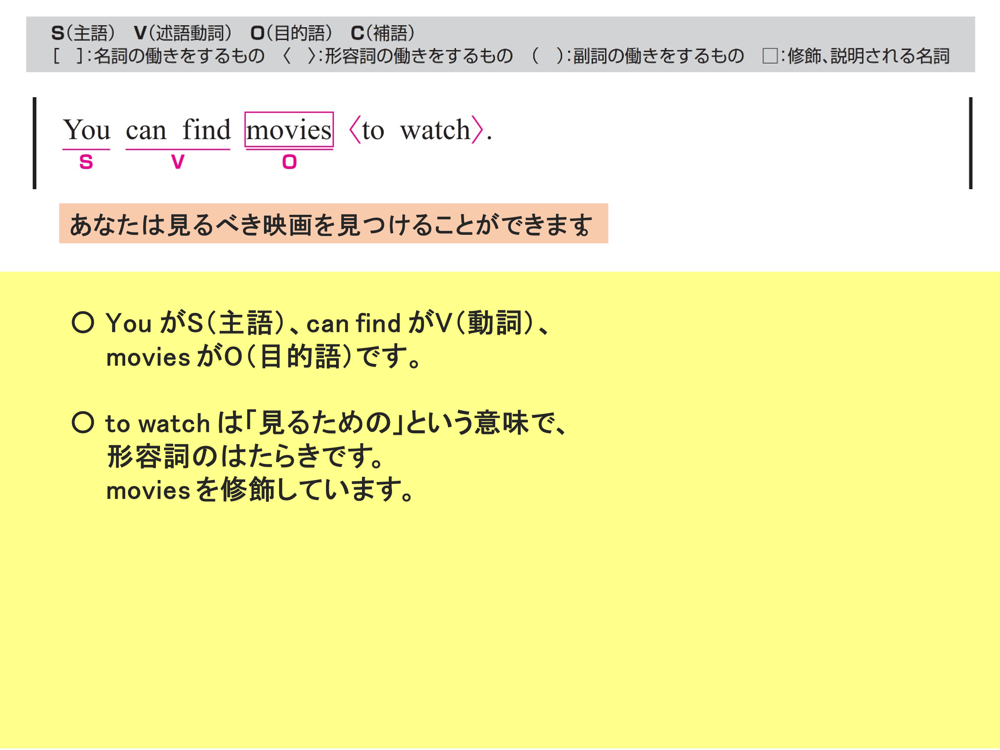 S（主語）　V（述語動詞）　O（目的語）　C（補語）
［　］：名詞の働きをするもの　〈　〉：形容詞の働きをするもの　（　）：副詞の働きをするもの　□：修飾、説明される名詞
You can find movies 〈to watch〉.
S V O
あなたは見るべき映画を見つけることができます。
○ You がS（主語）、can find がV（動詞）、
movies がO（目的語）です。
○ to watch は「見るための」という意味で、
形容詞のはたらきです。
movies を修飾しています。